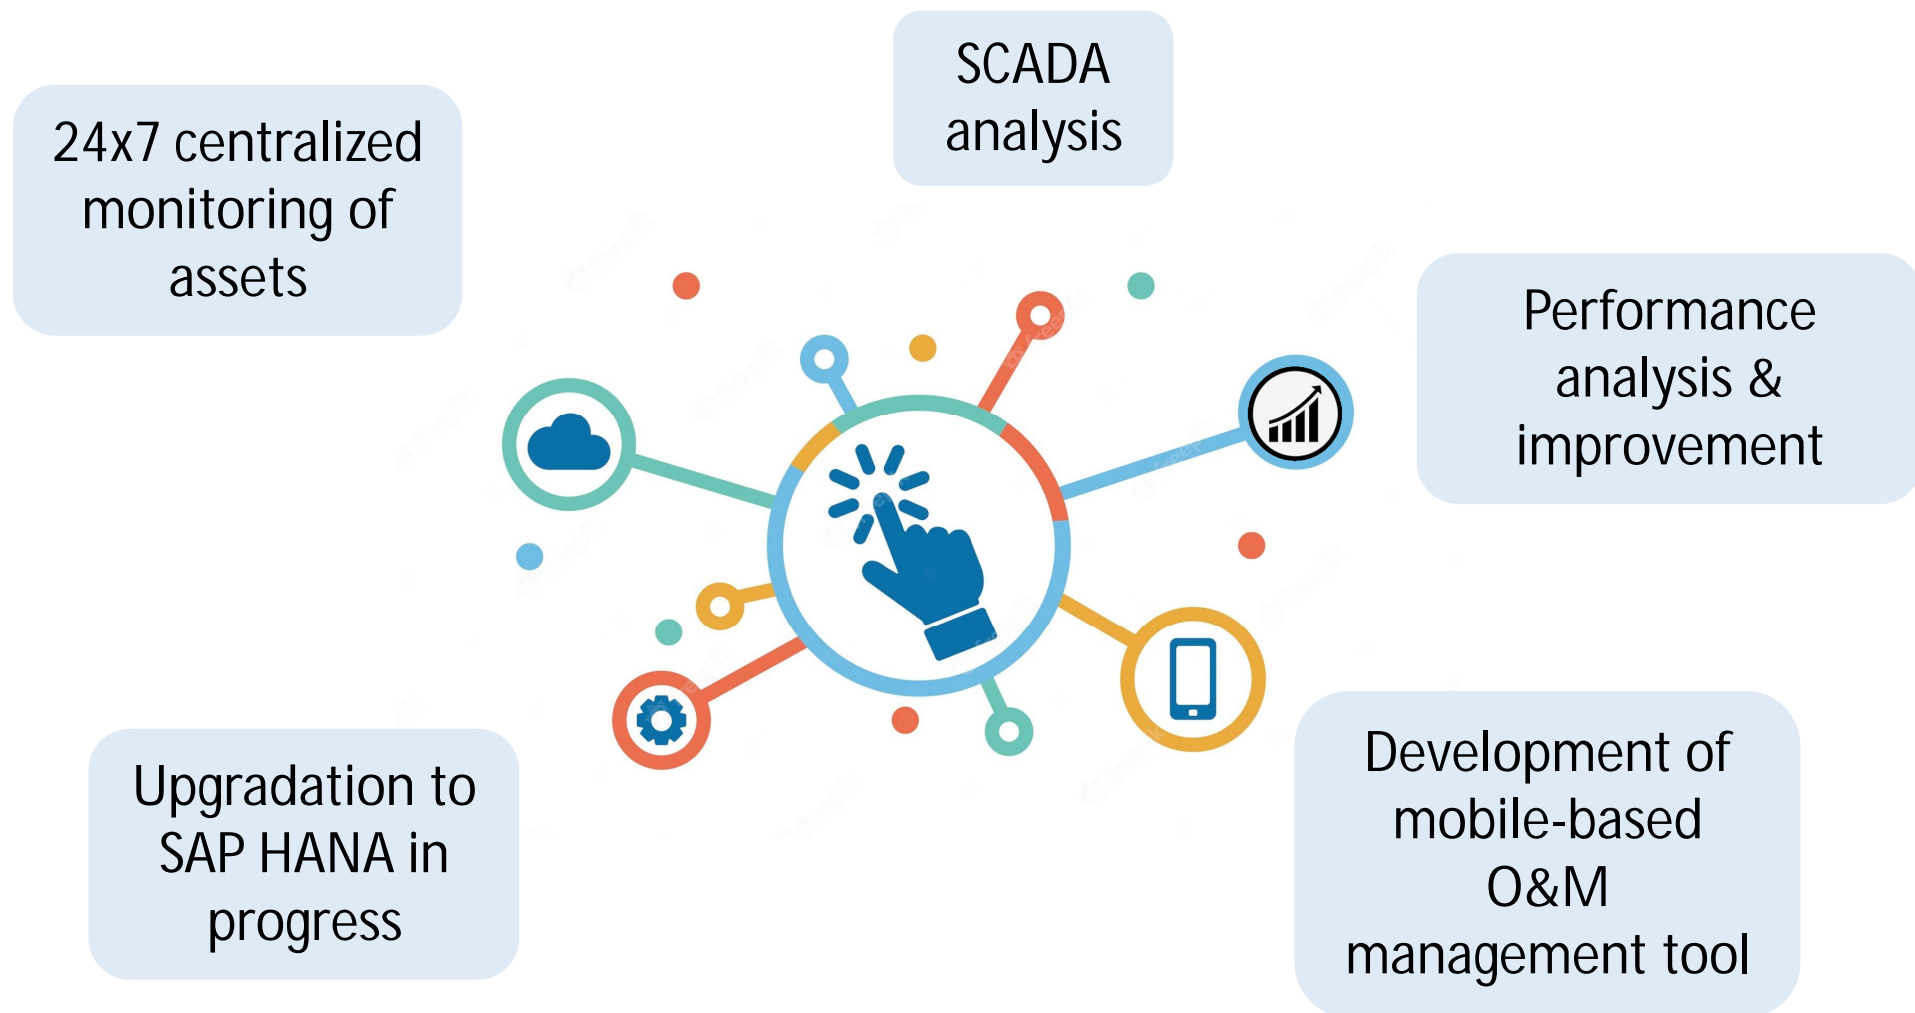 SCADA
analysis
24x7 centralized
monitoring of
assets
Performance
analysis &
improvement
Upgradation to
SAP HANA in
progress
Development of
mobile-based
O&M
management tool
freepik